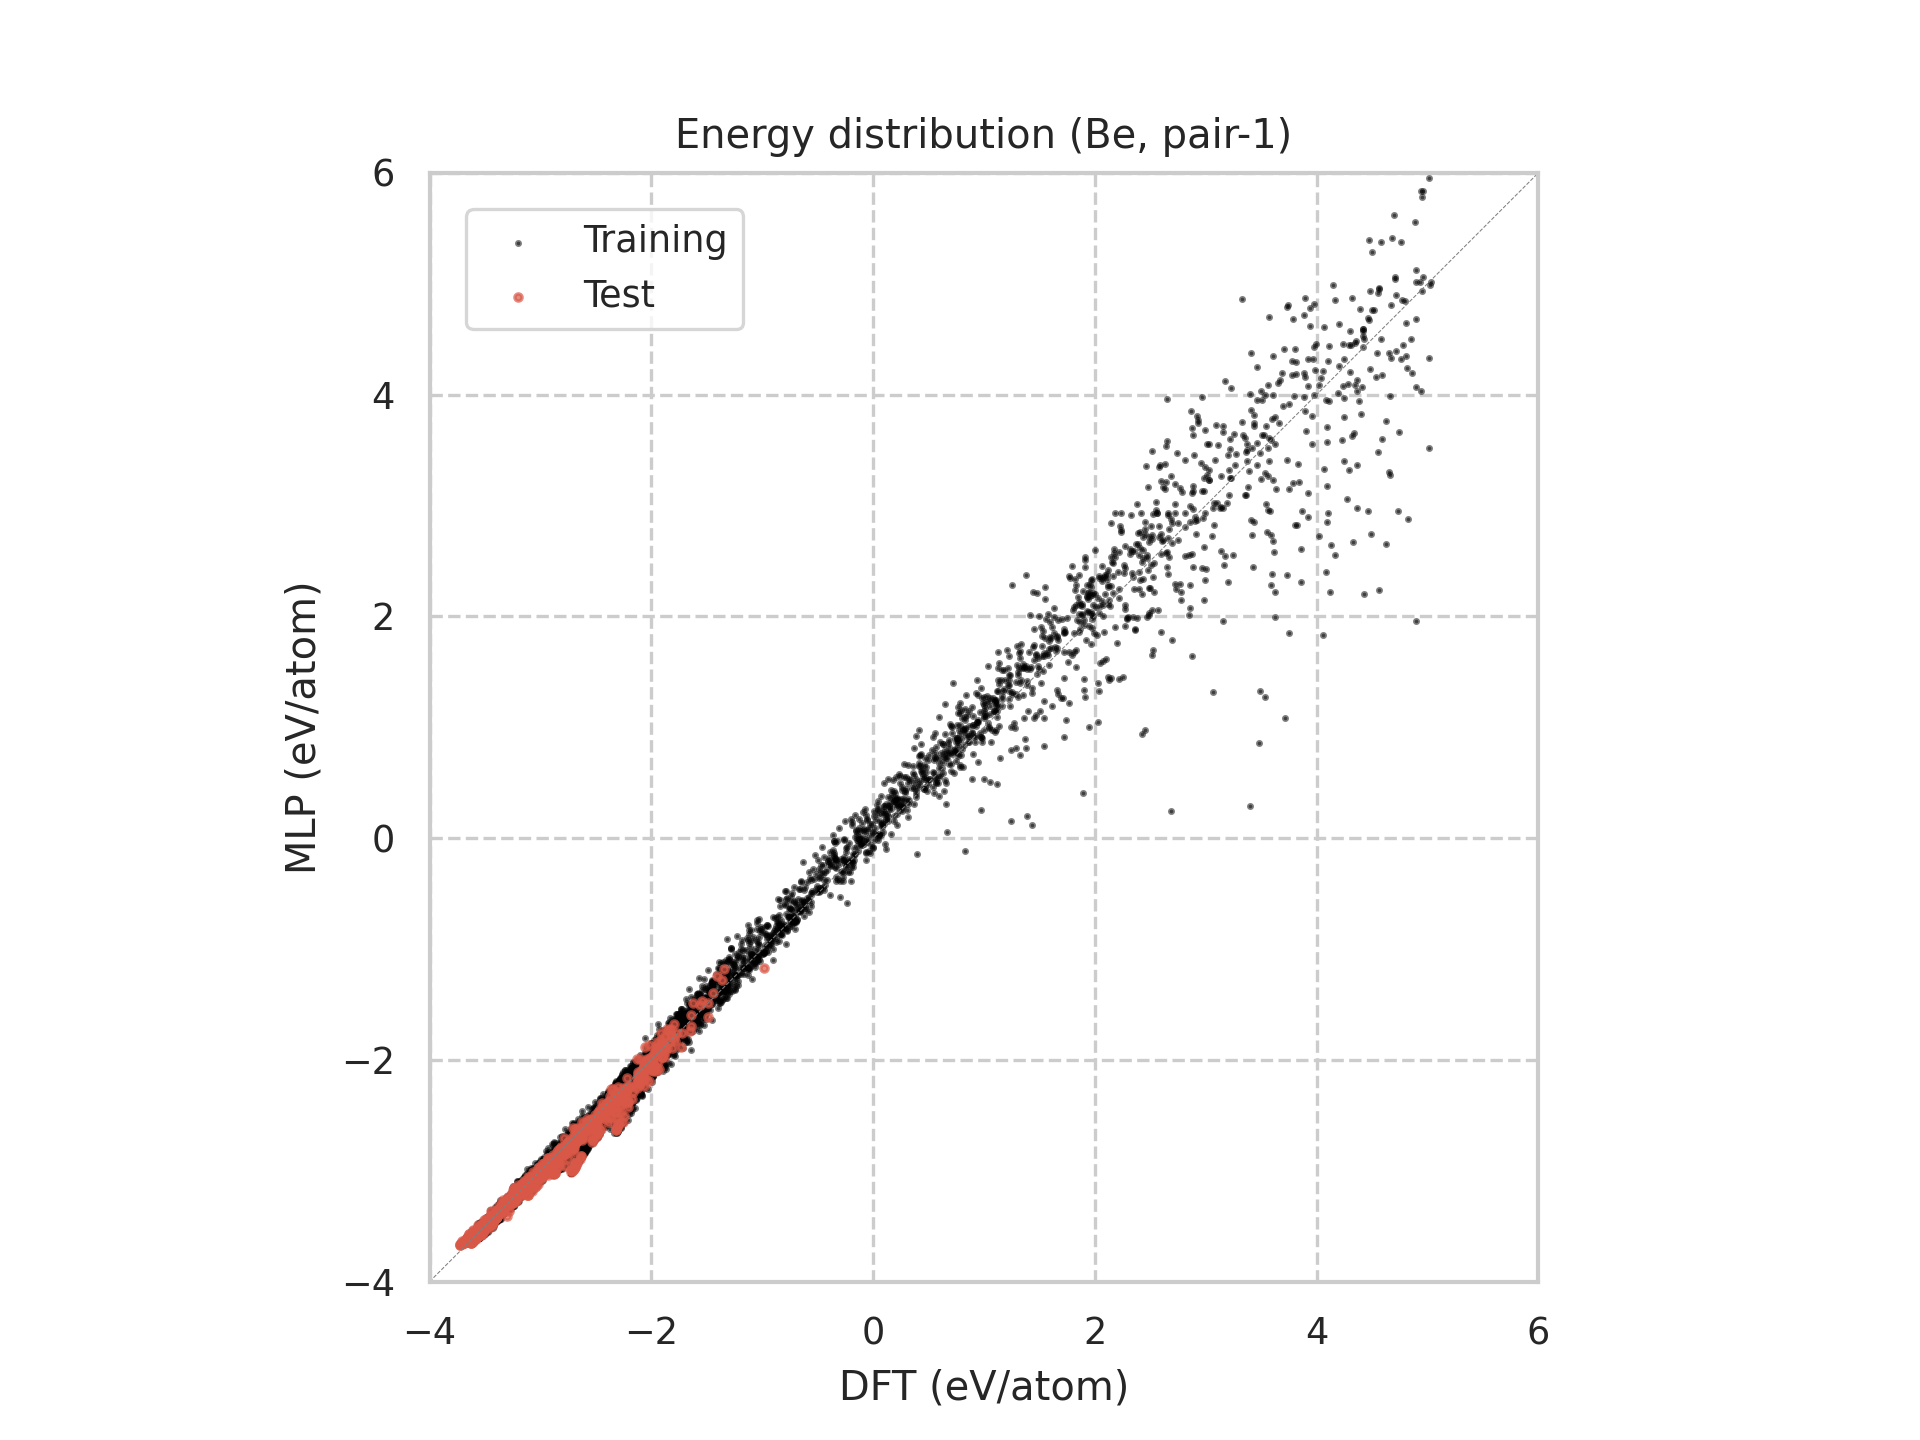 Energy distribution (Be, pair-1)
Training
Test
6
4
2
0
−2
−4
MLP (eV/atom)
−4 −2 0 2 4 6
DFT (eV/atom)